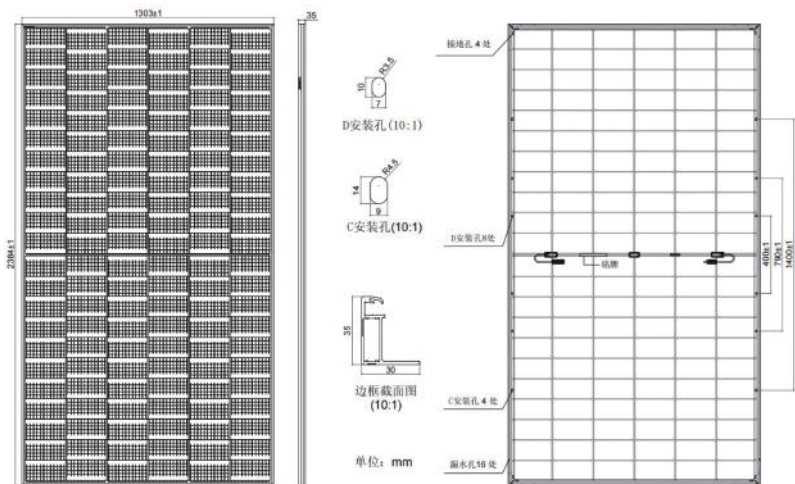 1303±1
35
2384±1
R3.5
10
7
D安装孔(10:1)
R4.5
14
9
C安装孔(10:1)
35
30
边框截面图
(10:1)
单位：mm
接地孔 4 处
D安装孔8处
铭牌
C安装孔 4 处
漏水孔16 处
400±1
790±1
1400±1